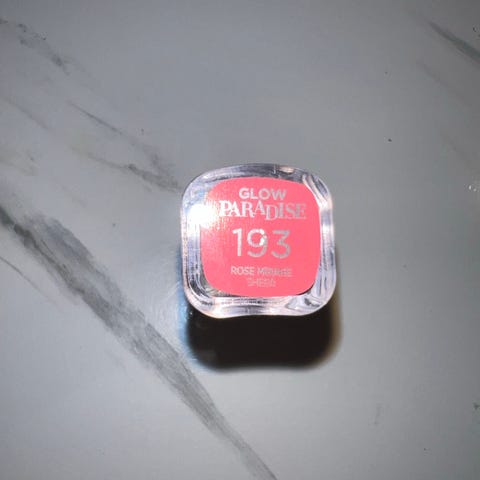 GLOW
PARADISE
193
ROSE MIRAGE
SHEER